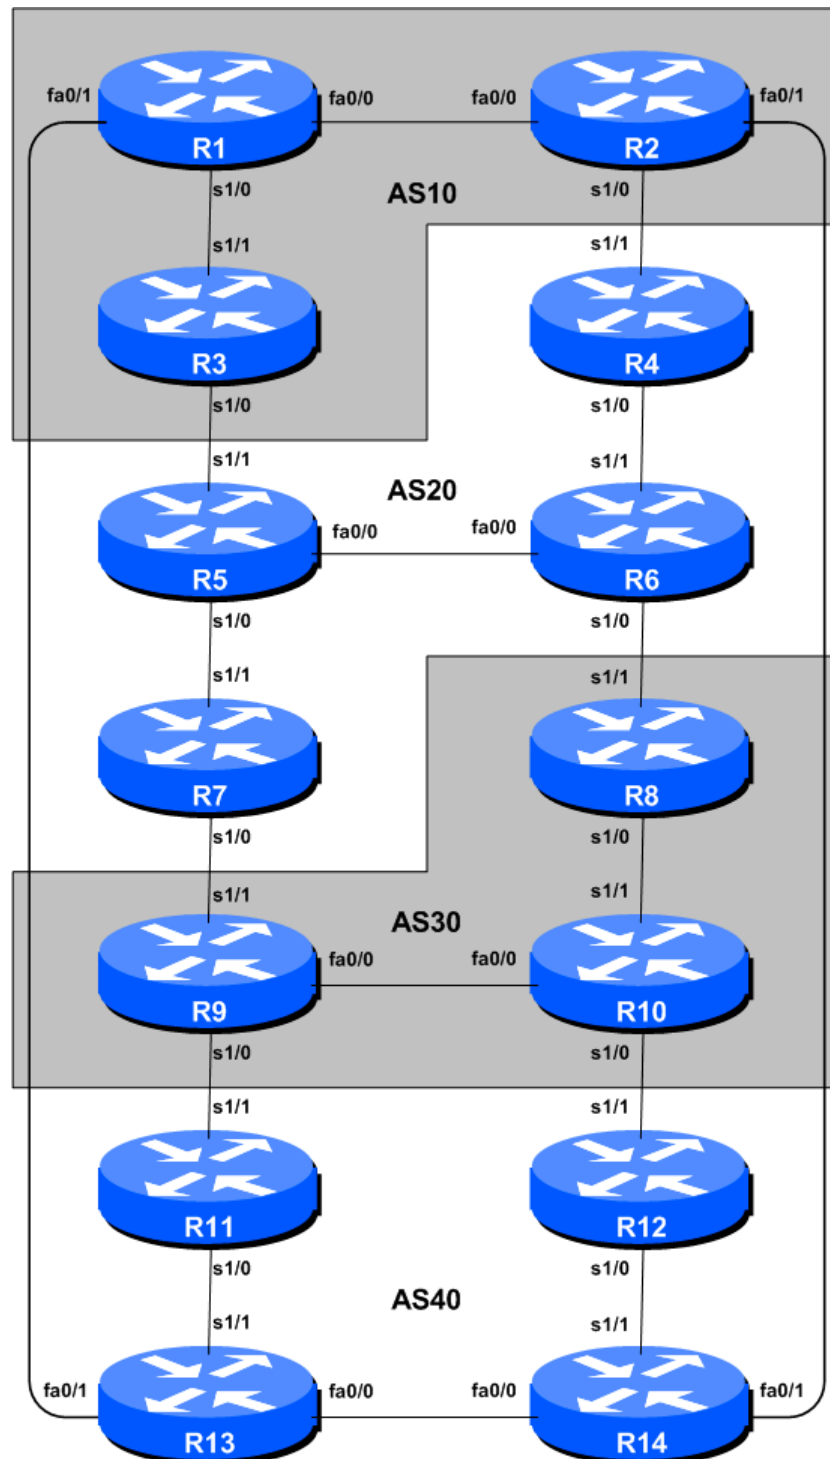 fa0/1 fa0/0 fa0/0 fa0/1
R1 R2
s1/0 AS10 s1/0
s1/1 s1/1
R3 R4
s1/0 s1/0
s1/1 AS20 s1/1
fa0/0 fa0/0
R5 R6
s1/0 s1/0
s1/1 s1/1
R7 R8
s1/0 s1/0
s1/1 AS30 s1/1
fa0/0 fa0/0
R9 R10
s1/0 s1/0
s1/1 s1/1
R11 R12
s1/0 s1/0
AS40
s1/1 s1/1
fa0/1 fa0/0 fa0/0 fa0/1
R13 R14